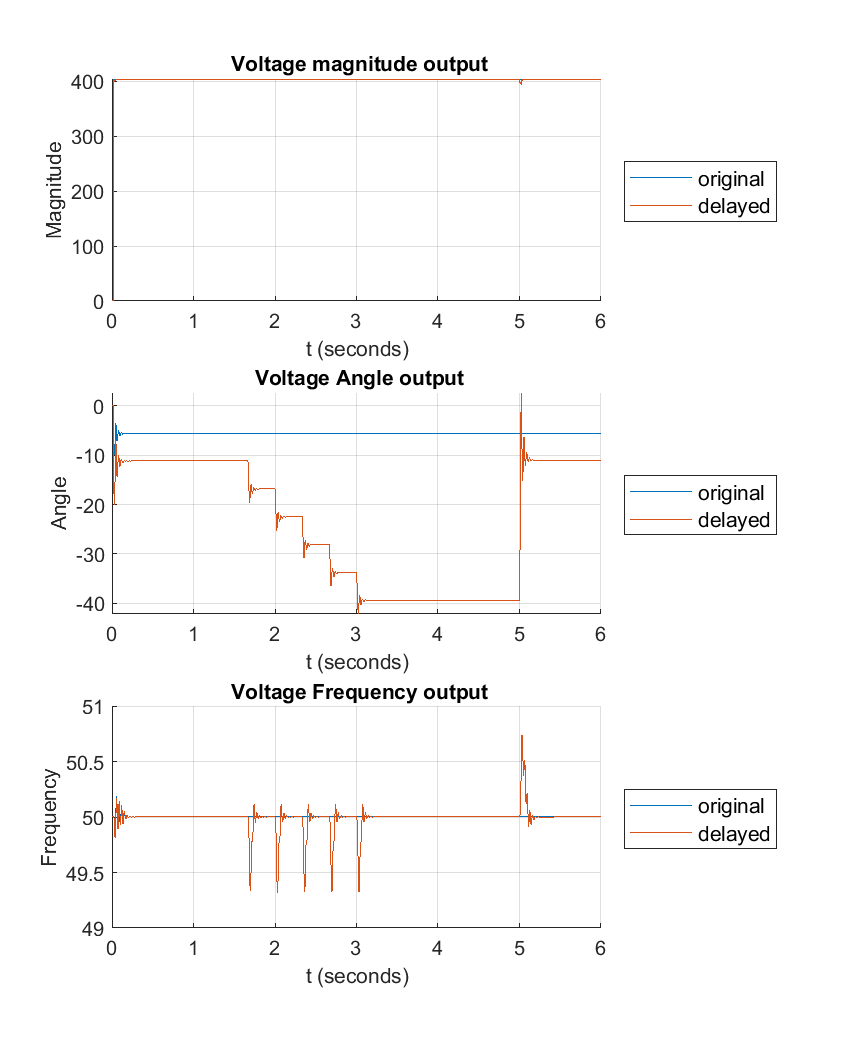 Voltage magnitude output
400
300
200
100
0
Magnitude
0 1 2 3 4 5 6
t (seconds)
original
delayed
Voltage Angle output
0
-10
-20
-30
-40
Angle
0 1 2 3 4 5 6
t (seconds)
original
delayed
Voltage Frequency output
51
50.5
50
49.5
49
Frequency
0 1 2 3 4 5 6
t (seconds)
original
delayed